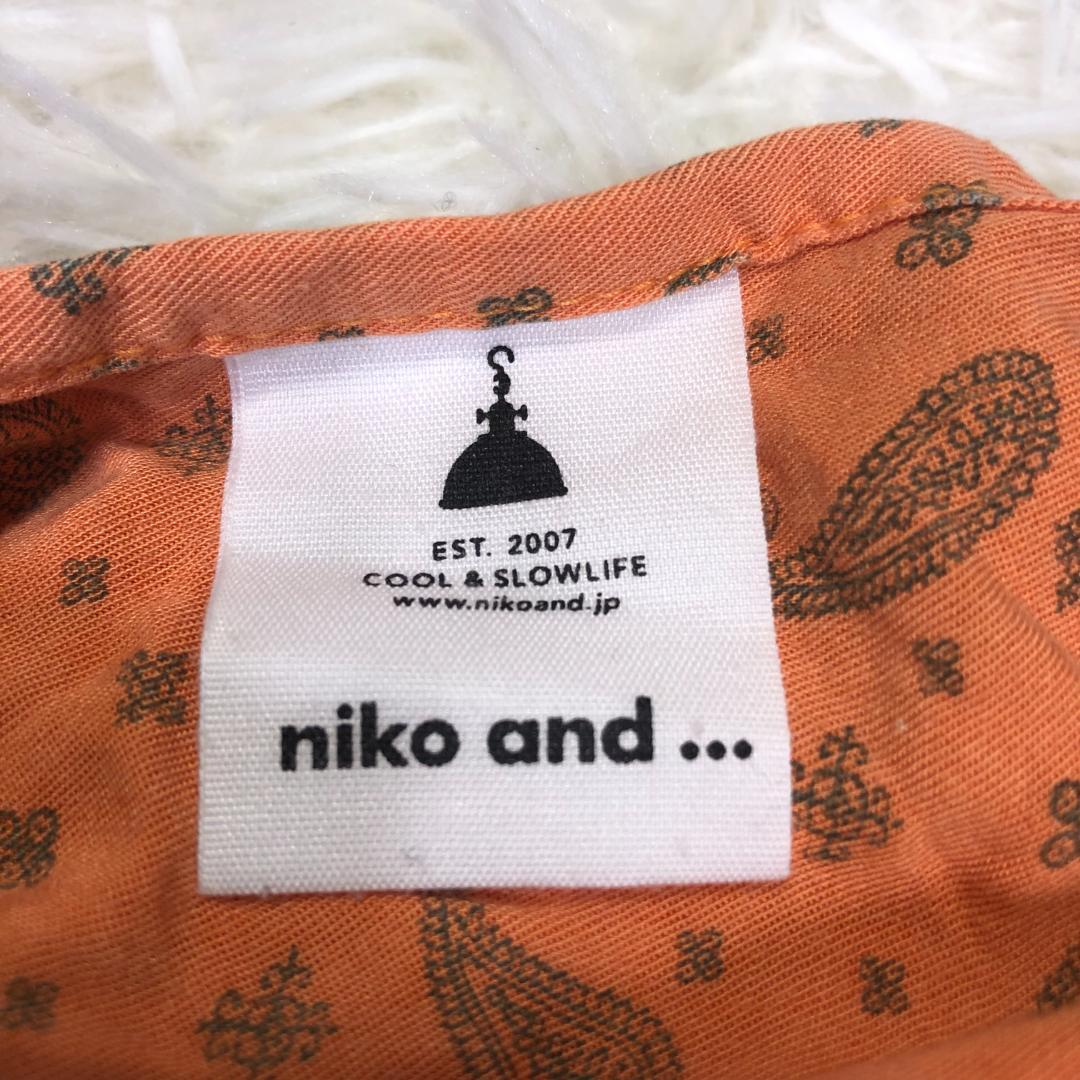 EST. 2007
COOL & SLOWLIFE
www.nikoand.jp
niko and ...